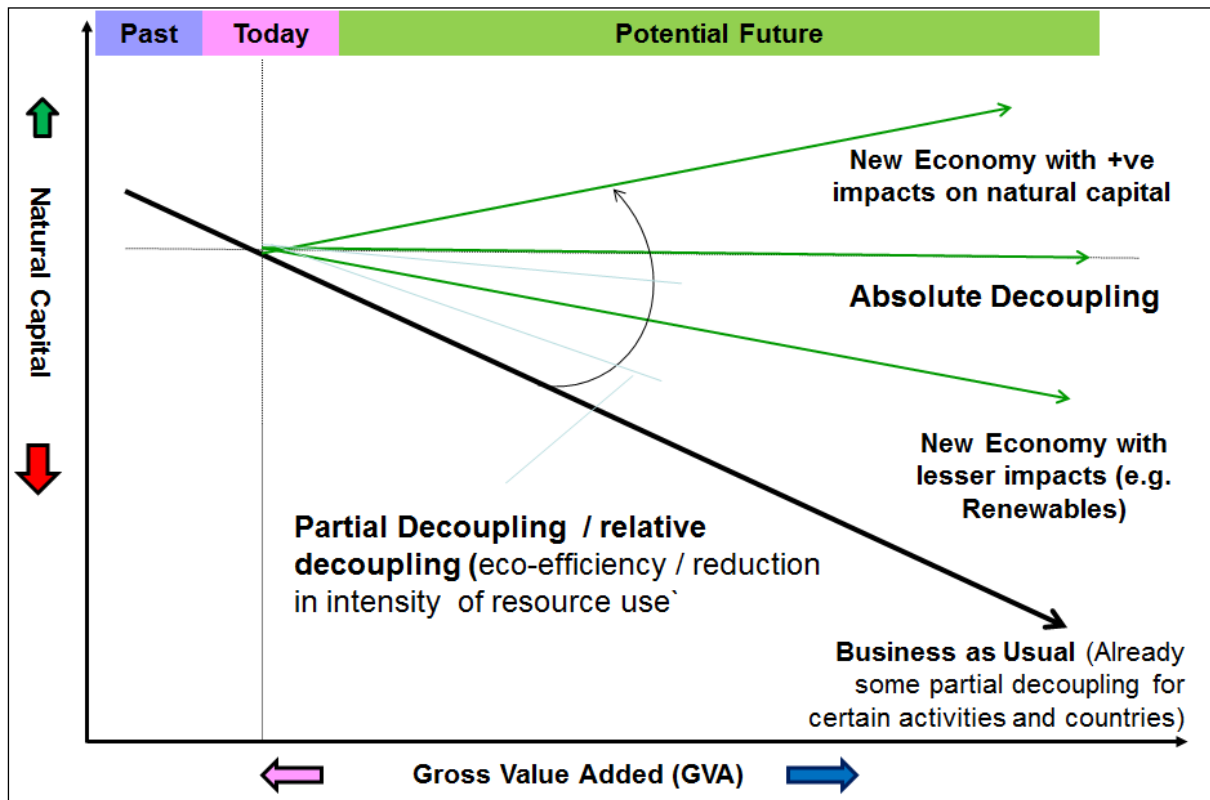 Past
Today
Potential Future
Natural Capital
New Economy with +ve
impacts on natural capital
Absolute Decoupling
New Economy with
lesser impacts (e.g.
Renewables)
Partial Decoupling / relative
decoupling (eco-efficiency / reduction
in intensity of resource use`
Business as Usual (Already
some partial decoupling for
certain activities and countries)
Gross Value Added (GVA)